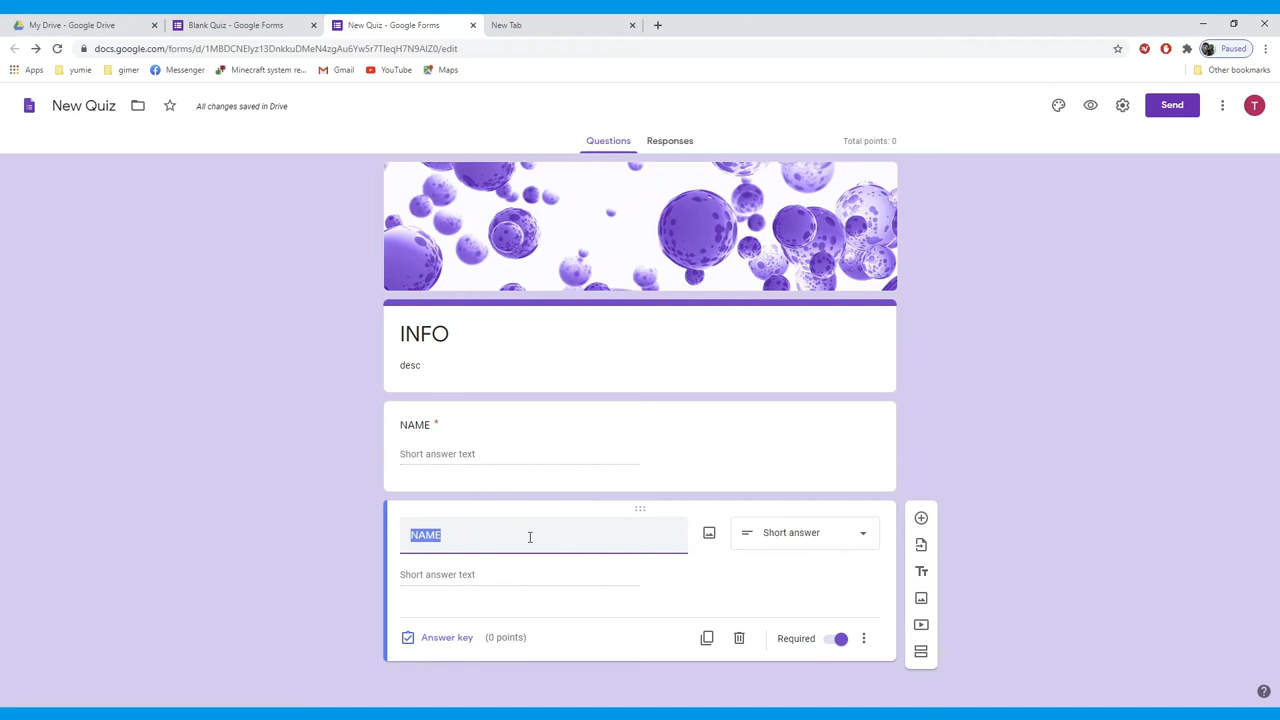 My Drive - Google Drive
Blank Quiz - Google Forms
New Quiz - Google Forms
New Tab
docs.google.com/forms/d/1MBDCNEIyz13DnkkuDMeN4zgAu6Yw5r7TleqH7N9AIZ0/edit
Paused
Apps
yumie
gimer
Messenger
Minecraft system re...
Gmail
YouTube
Maps
Other bookmarks
New Quiz
All changes saved in Drive
Send
T
Questions
Responses
Total points: 0
INFO
desc
NAME *
Short answer text
NAME
Short answer
Short answer text
Answer key
(0 points)
Required